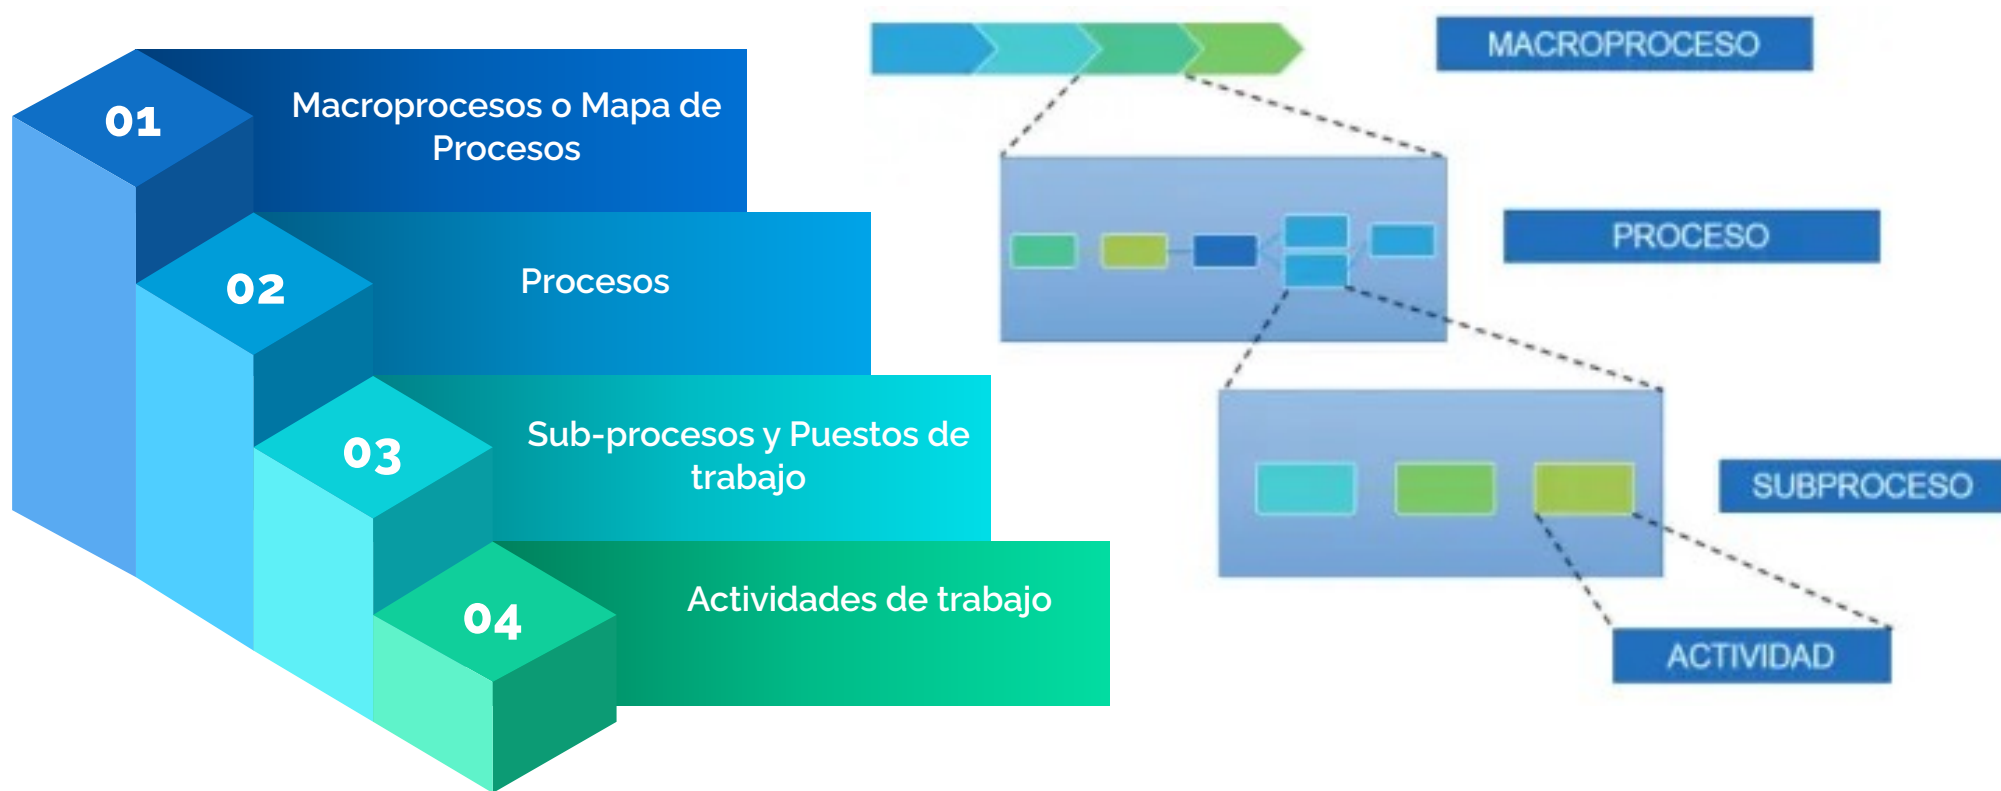 01
Macroprocesos o Mapa de
Procesos
02
Procesos
03
Sub-procesos y Puestos de
trabajo
04
Actividades de trabajo
MACROPROCESO
PROCESO
SUBPROCESO
ACTIVIDAD